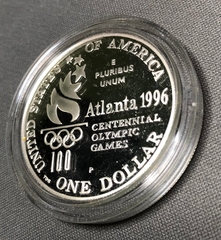 UNITED STATES OF AMERICA
E
PLURIBUS
UNUM
Atlanta 1996
CENTENNIAL
OLYMPIC
GAMES
100
P
ONE DOLLAR